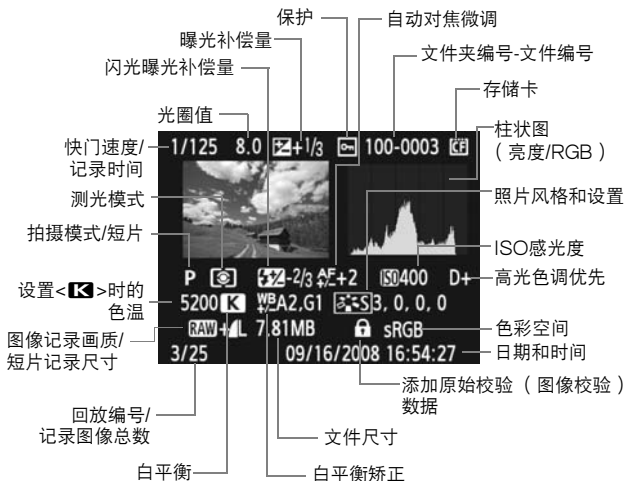 保护
自动对焦微调
曝光补偿量
文件夹编号-文件编号
闪光曝光补偿量
存储卡
光圈值
柱状图
（亮度/RGB）
快门速度/
记录时间
1/125 8.0 +1/3 100-0003 CF
测光模式
照片风格和设置
拍摄模式/短片
ISO感光度
P -2/3 AF+2 ISO400 D+
高光色调优先
设置<K>时的
色温
5200 K WB A2,G1 S3, 0, 0, 0
图像记录画质/
短片记录尺寸
RAW+L 7.81MB sRGB
色彩空间
3/25 09/16/2008 16:54:27
日期和时间
添加原始校验（图像校验）
数据
回放编号/
记录图像总数
文件尺寸
白平衡
白平衡矫正